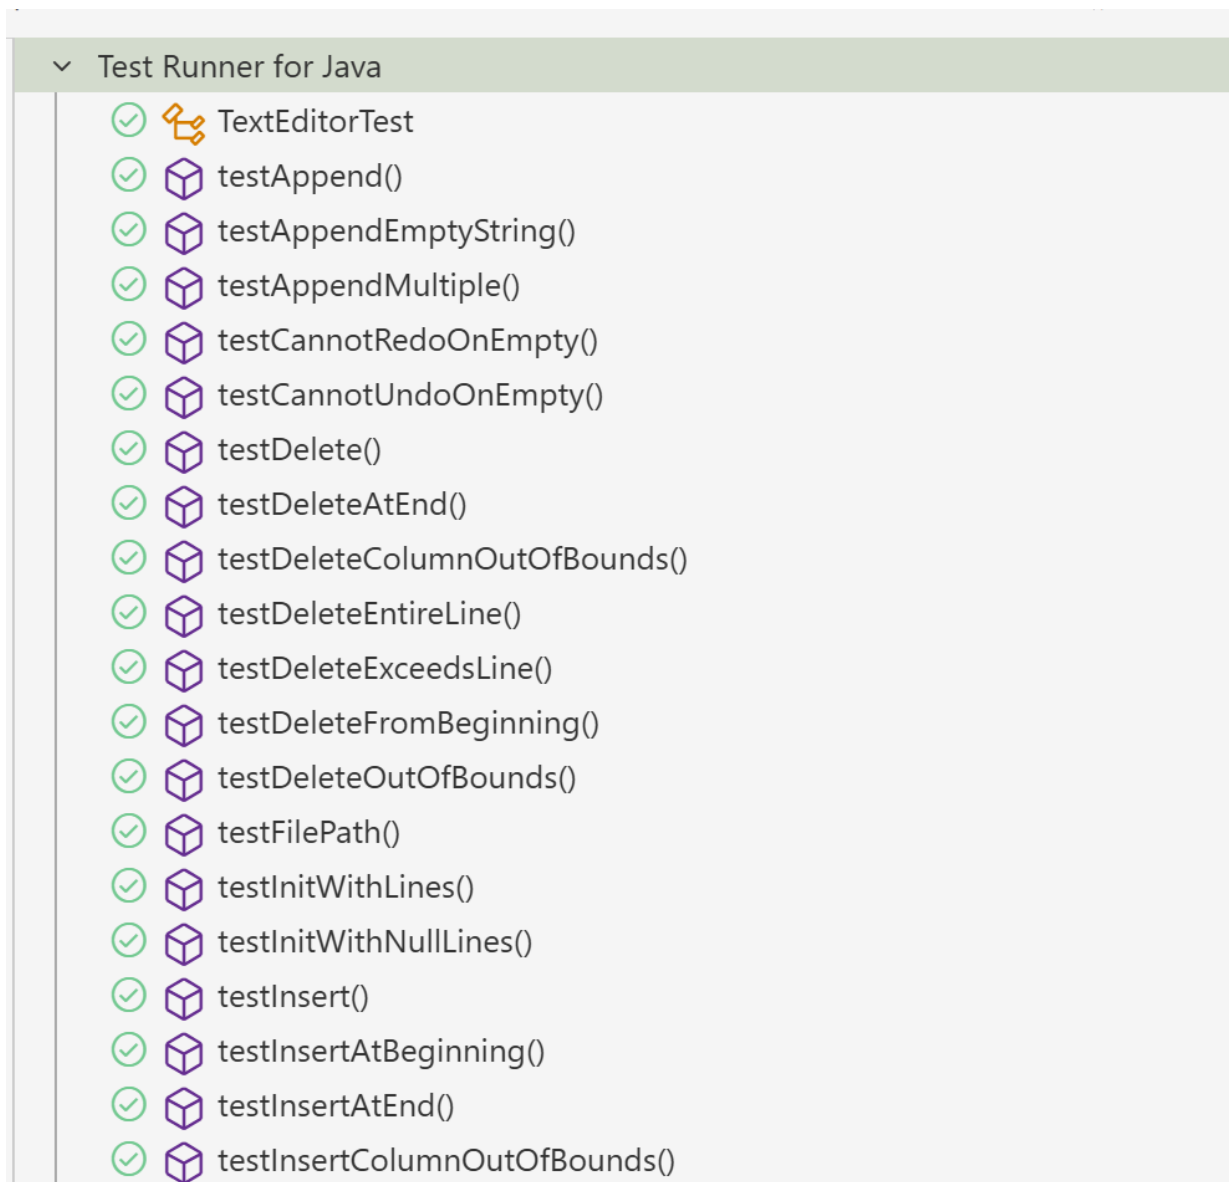 Test Runner for Java
TextEditorTest
testAppend()
testAppendEmptyString()
testAppendMultiple()
testCannotRedoOnEmpty()
testCannotUndoOnEmpty()
testDelete()
testDeleteAtEnd()
testDeleteColumnOutOfBounds()
testDeleteEntireLine()
testDeleteExceedsLine()
testDeleteFromBeginning()
testDeleteOutOfBounds()
testFilePath()
testInitWithLines()
testInitWithNullLines()
testInsert()
testInsertAtBeginning()
testInsertAtEnd()
testInsertColumnOutOfBounds()